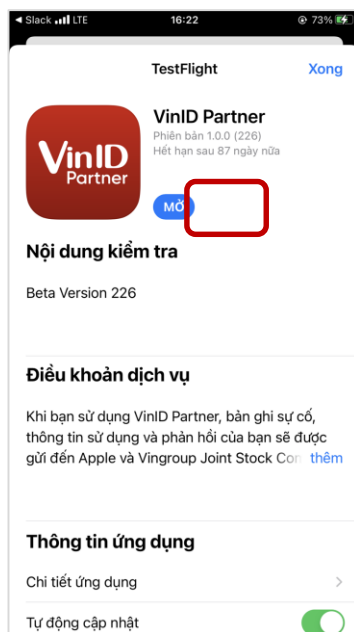 Slack LTE 16:22 73%
TestFlight Xong
VinID
Partner
VinID Partner
Phiên bản 1.0.0 (226)
Hết hạn sau 87 ngày nữa
MỞ
Nội dung kiểm tra
Beta Version 226
Điều khoản dịch vụ
Khi bạn sử dụng VinID Partner, bản ghi sự cố,
thông tin sử dụng và phản hồi của bạn sẽ được
gửi đến Apple và Vingroup Joint Stock Com thêm
Thông tin ứng dụng
Chi tiết ứng dụng
Tự động cập nhật